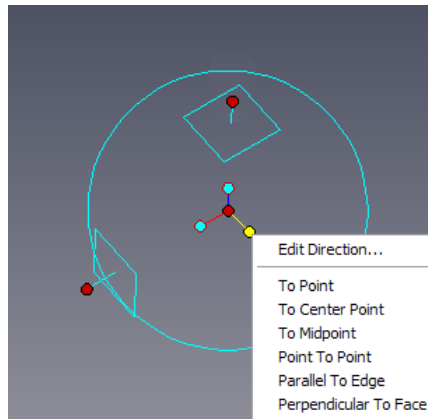 Edit Direction...
To Point
To Center Point
To Midpoint
Point To Point
Parallel To Edge
Perpendicular To Face